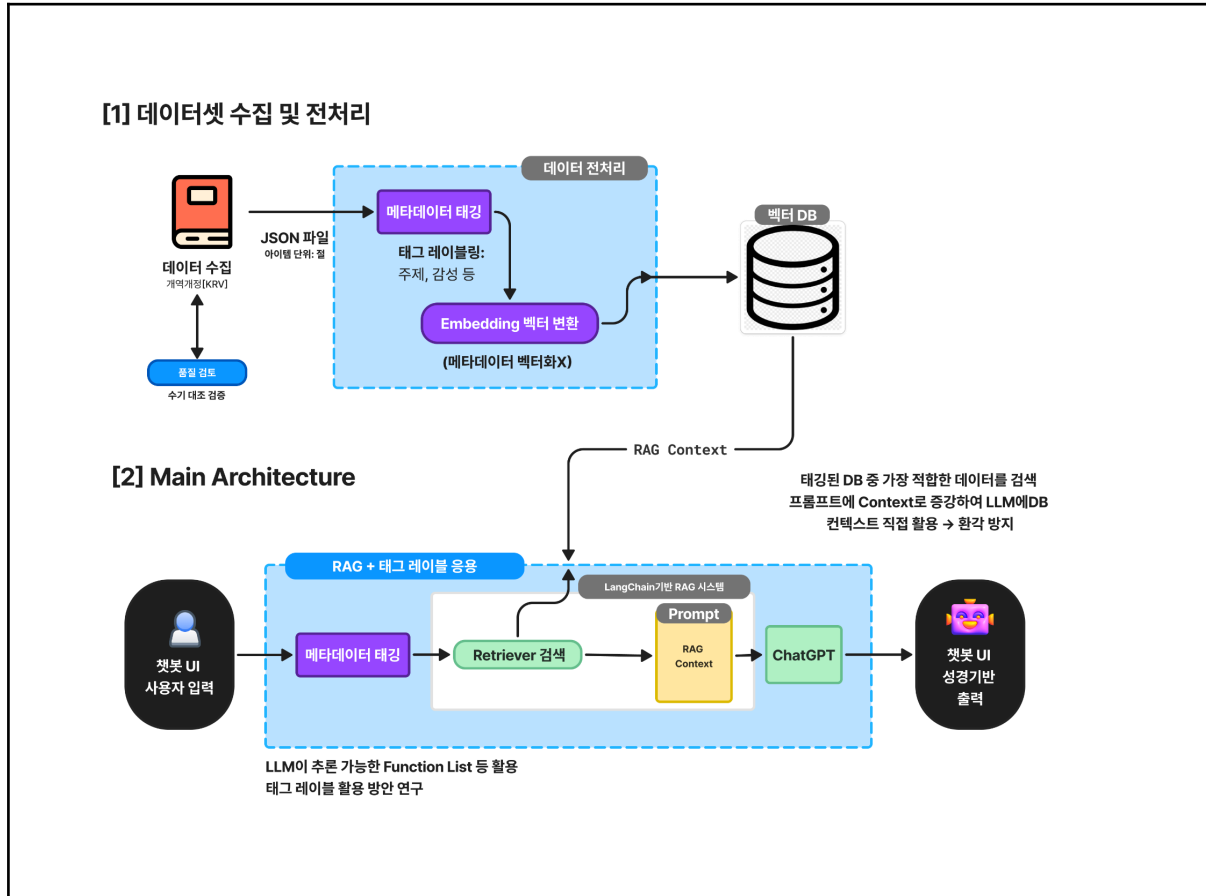 [1] 데이터셋 수집 및 전처리
데이터 전처리
메타데이터 태깅
벡터 DB
JSON 파일
아이템 단위: 절
태그 레이블링:
주제, 감성 등
데이터 수집
개역개정[KRV]
Embedding 벡터 변환
(메타데이터 벡터화X)
품질 검토
수기 대조 검증
RAG Context
[2] Main Architecture
태깅된 DB 중 가장 적합한 데이터를 검색
프롬프트에 Context로 증강하여 LLM에DB
컨텍스트 직접 활용 → 환각 방지
RAG + 태그 레이블 응용
LangChain기반 RAG 시스템
Prompt
챗봇 UI
사용자 입력
메타데이터 태깅
Retriever 검색
RAG
Context
ChatGPT
챗봇 UI
성경기반
출력
LLM이 추론 가능한 Function List 등 활용
태그 레이블 활용 방안 연구